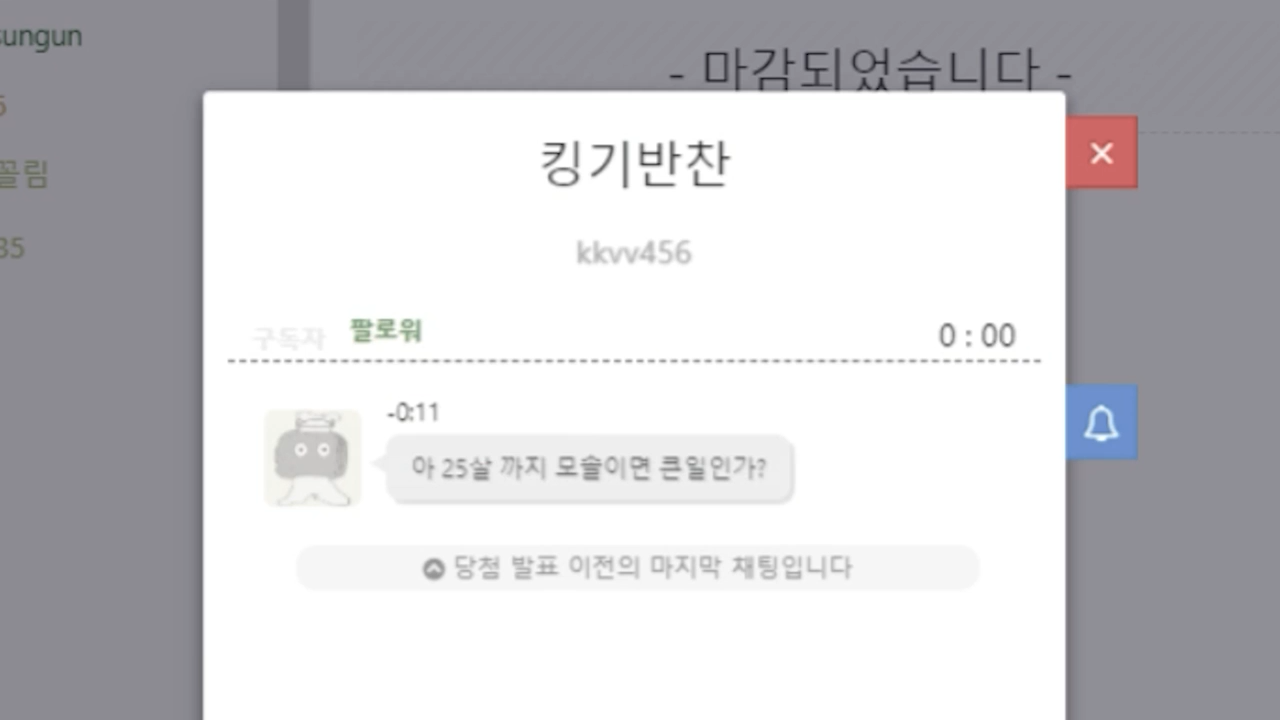 sungun
- 마감되었습니다 -
킹기반찬
kkvv456
구독자 팔로워 0 : 00
-0:11
아 25살 까지 모솔이면 큰일인가?
당첨 발표 이전의 마지막 채팅입니다
꼴림
35